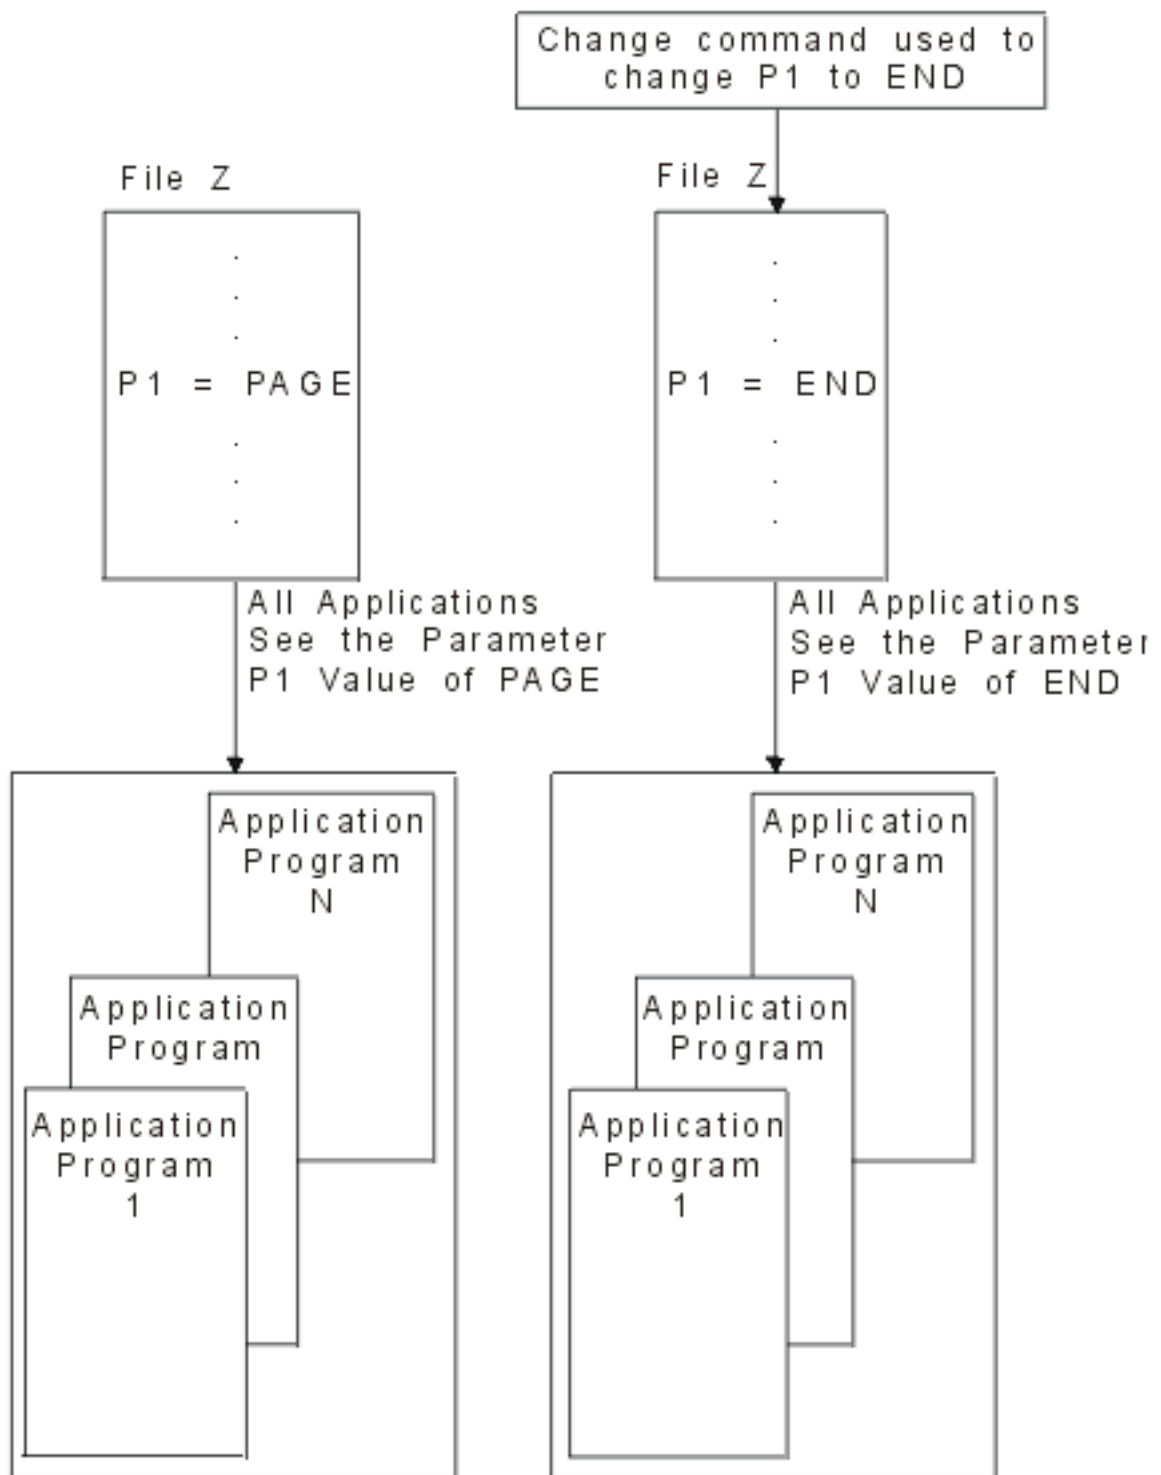 Change command used to
change P1 to END
File Z
.
.
.
P1 = PAGE
.
.
.
All Applications
See the Parameter
P1 Value of PAGE
Application
Program
N
Application
Program
Application
Program
1
File Z
.
.
.
P1 = END
.
.
.
All Applications
See the Parameter
P1 Value of END
Application
Program
N
Application
Program
Application
Program
1